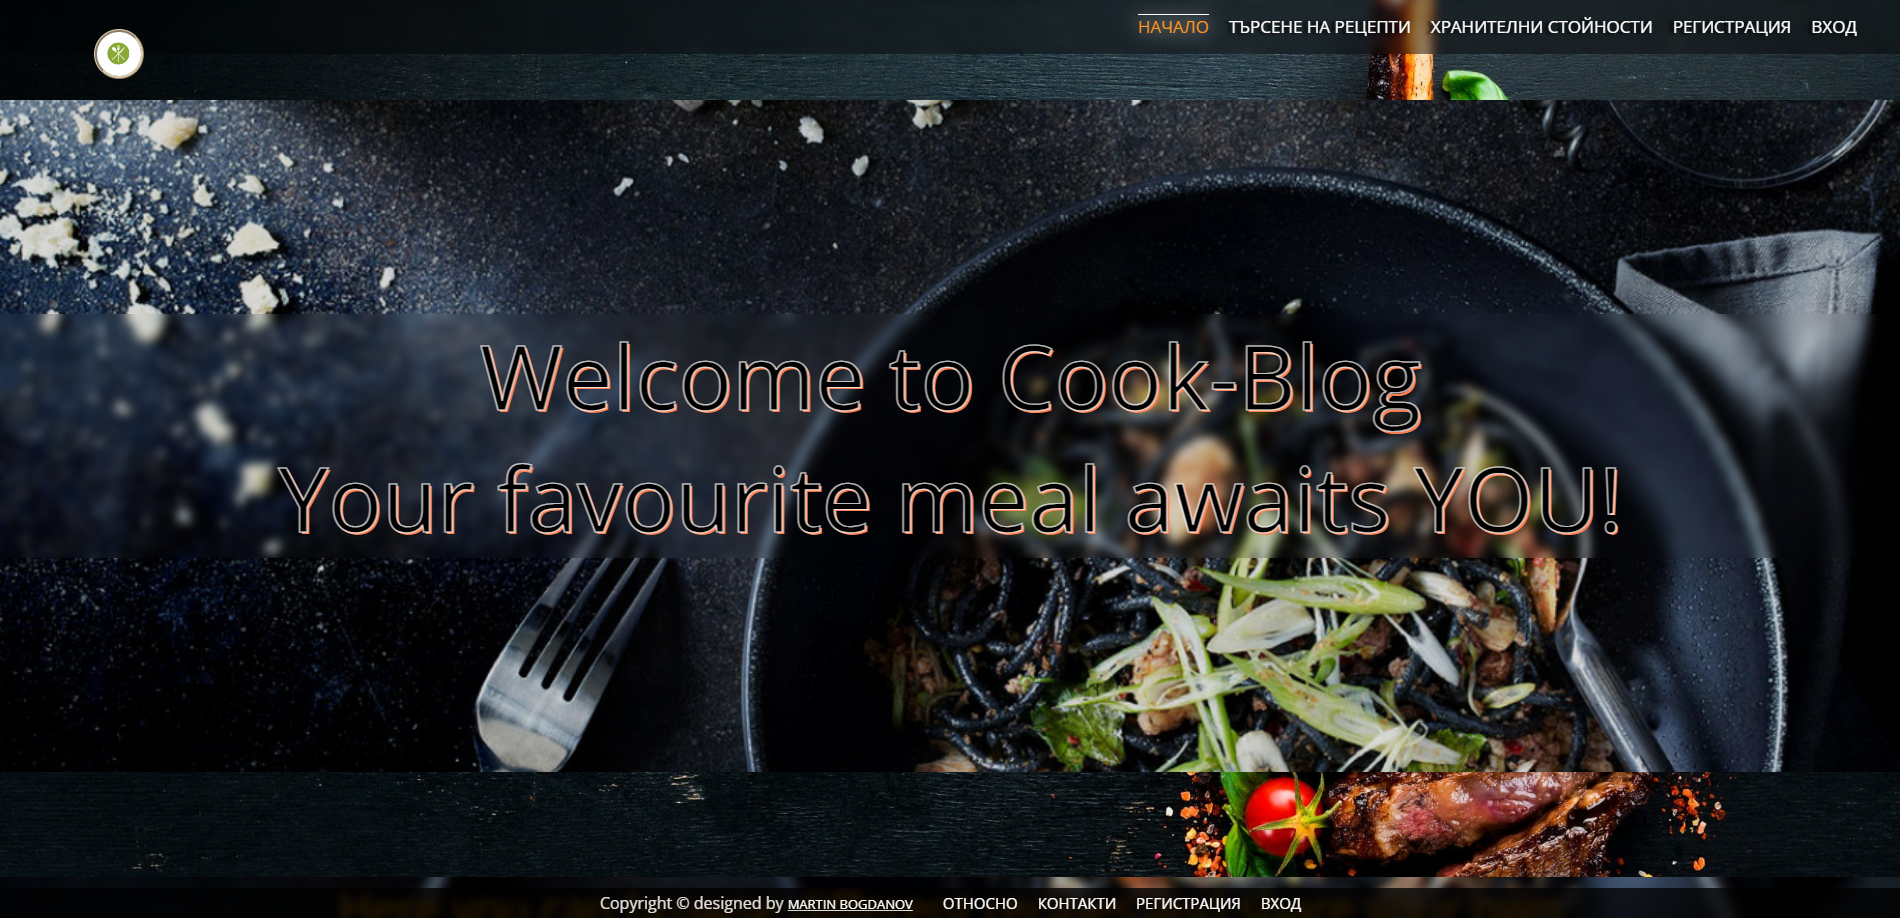 НАЧАЛО ТЪРСЕНЕ НА РЕЦЕПТИ ХРАНИТЕЛНИ СТОЙНОСТИ РЕГИСТРАЦИЯ ВХОД
Welcome to Cook-Blog
Your favourite meal awaits YOU!
Copyright © designed by MARTIN BOGDANOV ОТНОСНО КОНТАКТИ РЕГИСТРАЦИЯ ВХОД